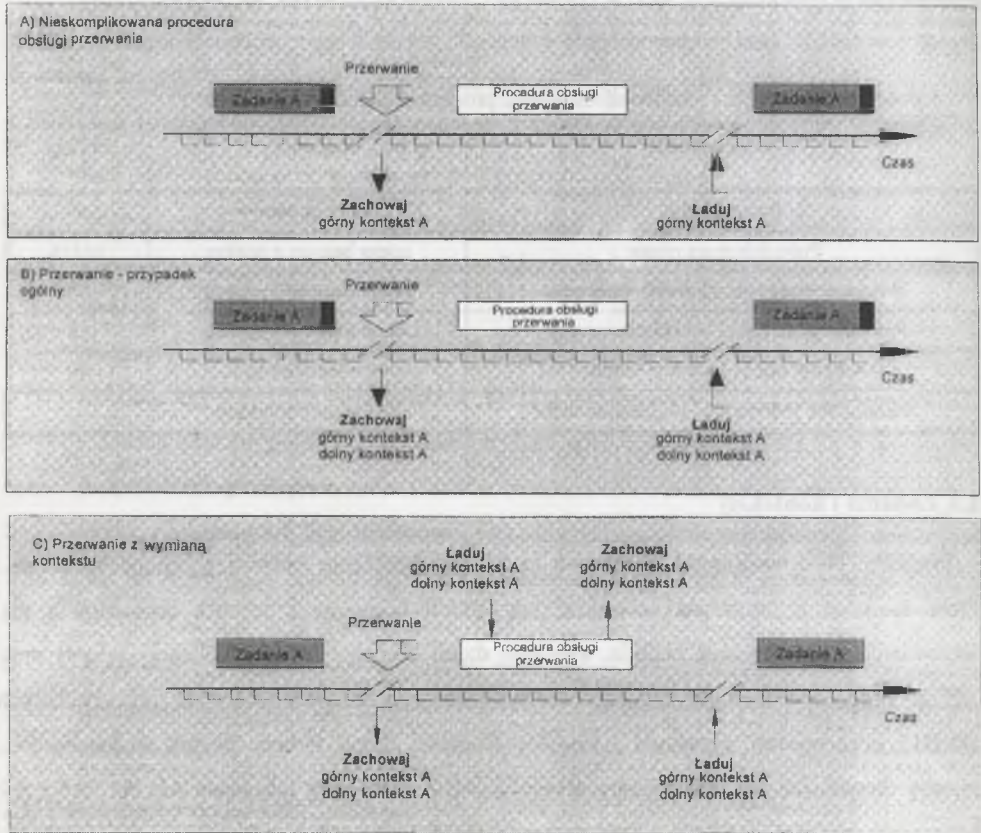 A) Nieskomplikowana procedura
obsługi przerwania
Przerwanie
Zadanie A
Procedura obsługi
przerwania
Zadanie A
Czas
Zachowaj
górny kontekst A
Ładuj
górny kontekst A
B) Przerwanie - przypadek
ogólny
Przerwanie
Zadanie A
Procedura obsługi
przerwania
Zadanie A
Czas
Zachowaj
górny kontekst A
dolny kontekst A
Ładuj
górny kontekst A
dolny kontekst A
C) Przerwanie z wymianą
kontekstu
Ładuj
górny kontekst A
dolny kontekst A
Zachowaj
górny kontekst A
dolny kontekst A
Przerwanie
Zadanie A
Procedura obsługi
przerwania
Zadanie A
Czas
Zachowaj
górny kontekst A
dolny kontekst A
Ładuj
górny kontekst A
dolny kontekst A